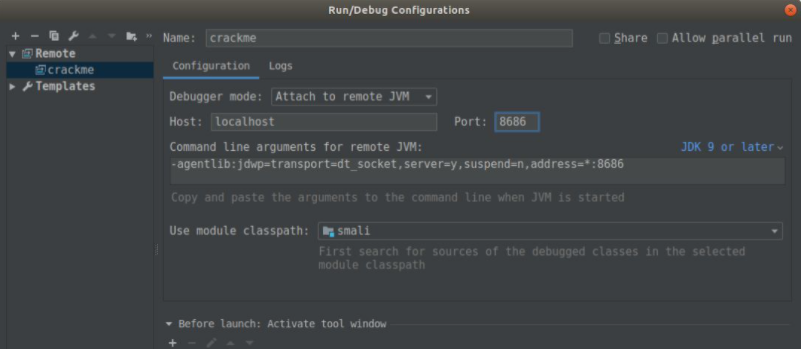 Run/Debug Configurations
Name: crackme
Share
Allow parallel run
Remote
crackme
Templates
Configuration
Logs
Debugger mode: Attach to remote JVM
Host: localhost
Port: 8686
Command line arguments for remote JVM:
JDK 9 or later
-agentlib:jdwp=transport=dt_socket,server=y,suspend=n,address=*:8686
Copy and paste the arguments to the command line when JVM is started
Use module classpath: smali
First search for sources of the debugged classes in the selected
module classpath
Before launch: Activate tool window